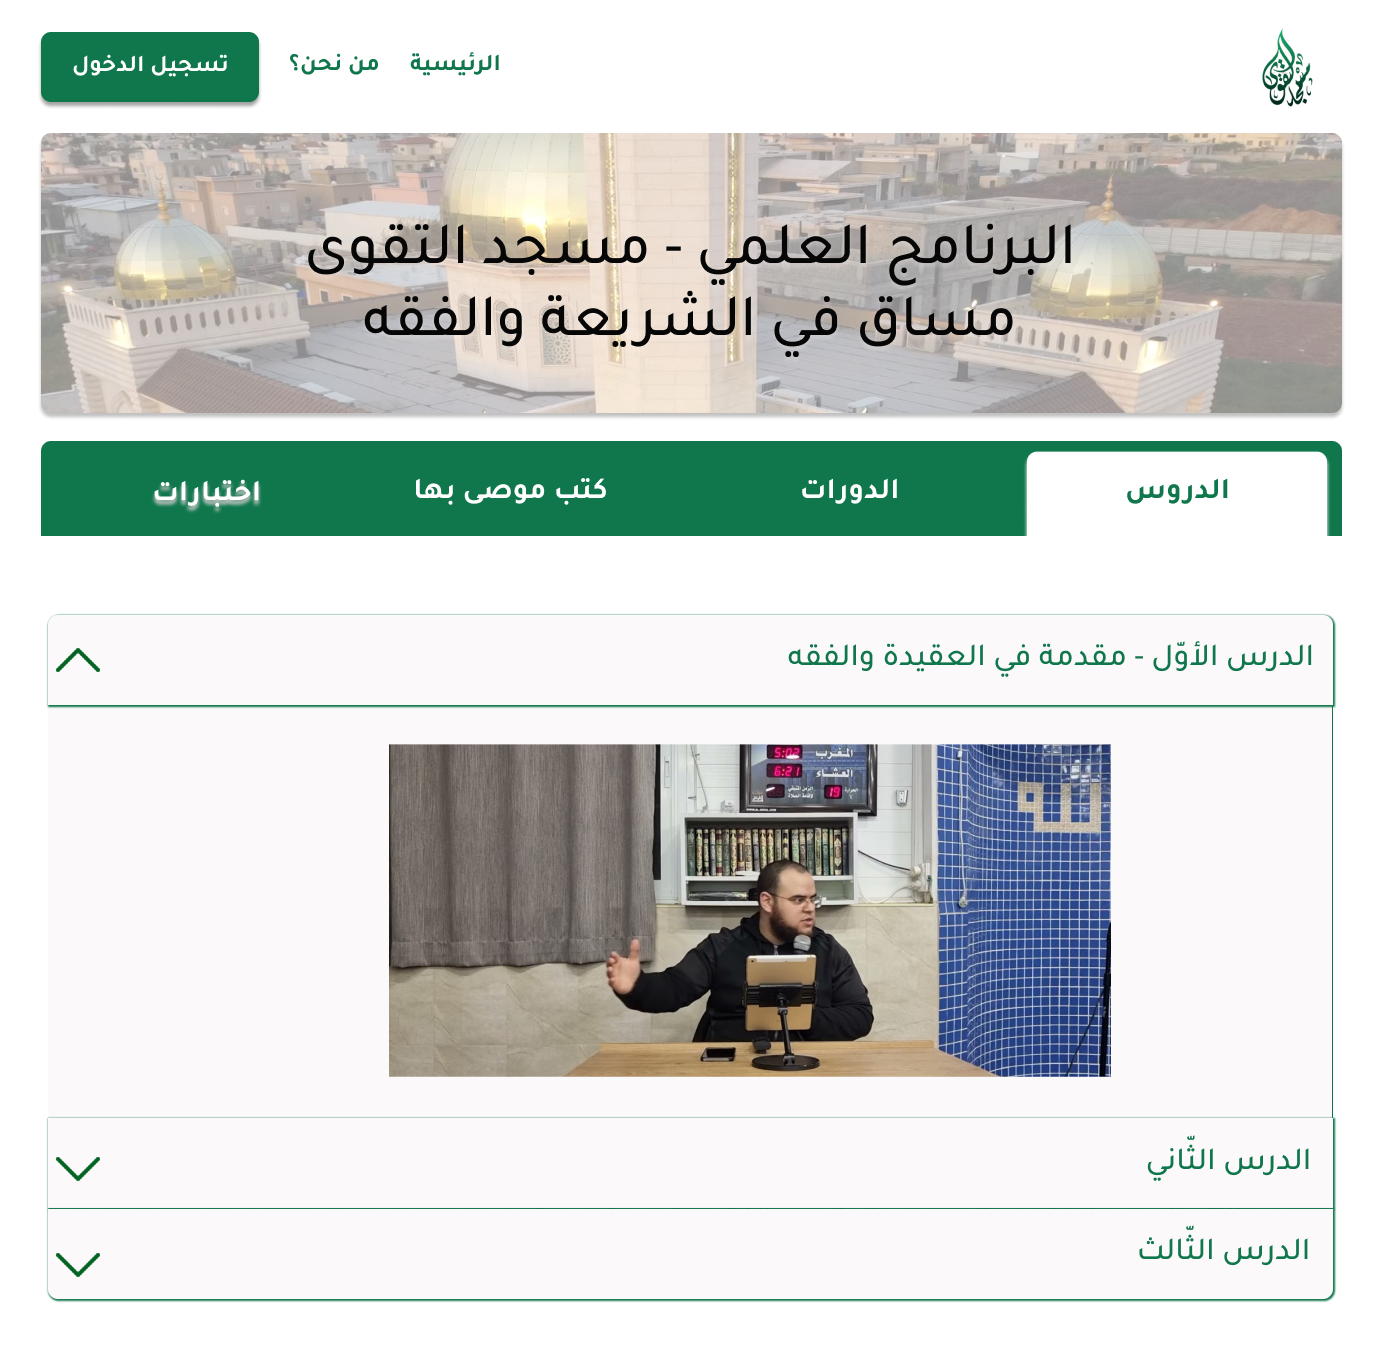 مسجد التقوى
الرئيسية
من نحن؟
تسجيل الدخول
البرنامج العلمي - مسجد التقوى
مساق في الشريعة والفقه
الدروس
الدورات
كتب موصى بها
اختبارات
الدرس الأوّل - مقدمة في العقيدة والفقه
المغرب 5:02
العشاء 6:21
19
الله
الدرس الثّاني
الدرس الثّالث